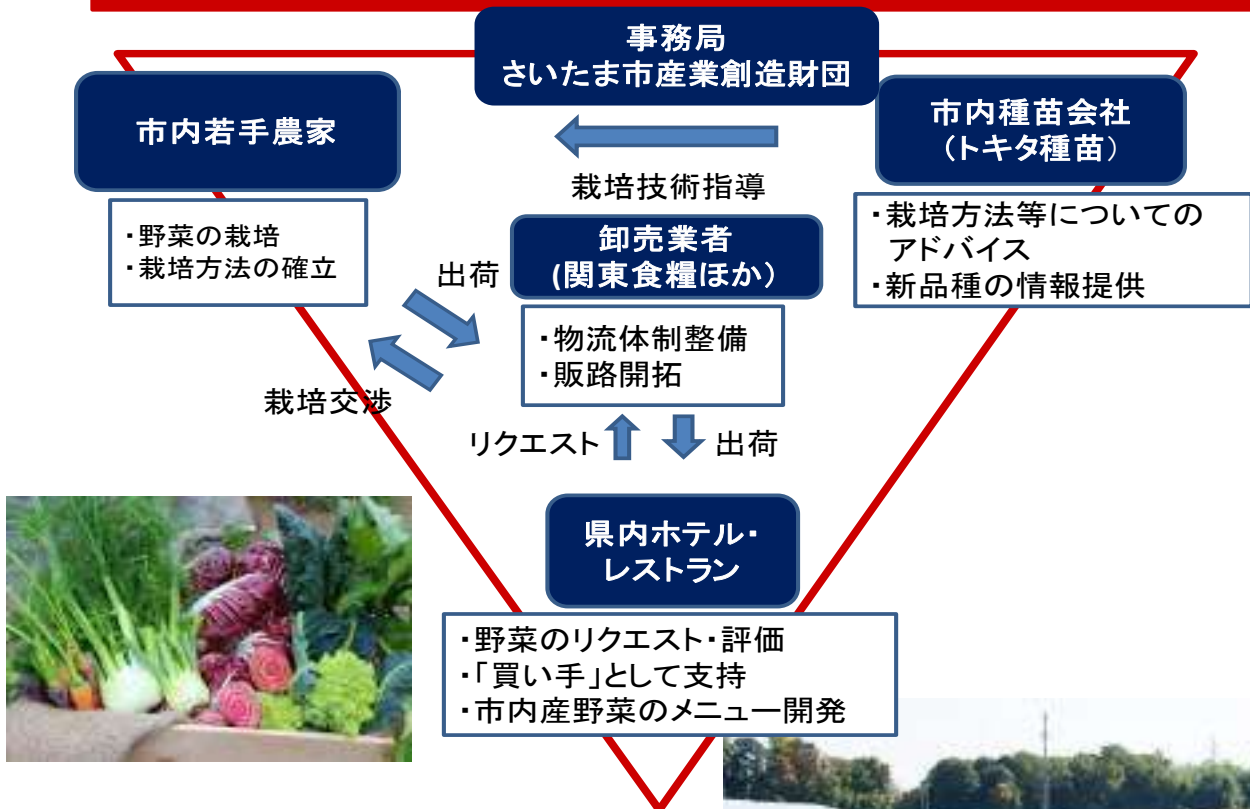 事務局
さいたま市産業創造財団
市内若手農家
市内種苗会社
（トキタ種苗）
栽培技術指導
・野菜の栽培
・栽培方法の確立
・栽培方法等についての
アドバイス
・新品種の情報提供
卸売業者
(関東食糧ほか）
出荷
・物流体制整備
・販路開拓
栽培交渉
リクエスト
出荷
県内ホテル・
レストラン
・野菜のリクエスト・評価
・「買い手」として支持
・市内産野菜のメニュー開発